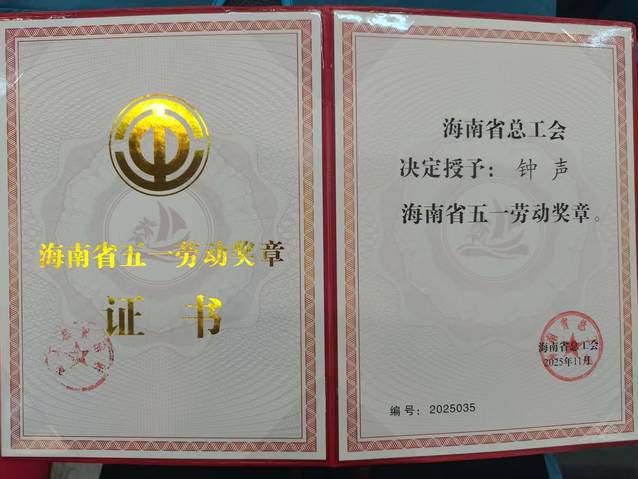 海南省五一劳动奖章
证书
海南省总工会
决定授予：钟声
海南省五一劳动奖章。
海南省总工会
2025年11月
编号：2025035